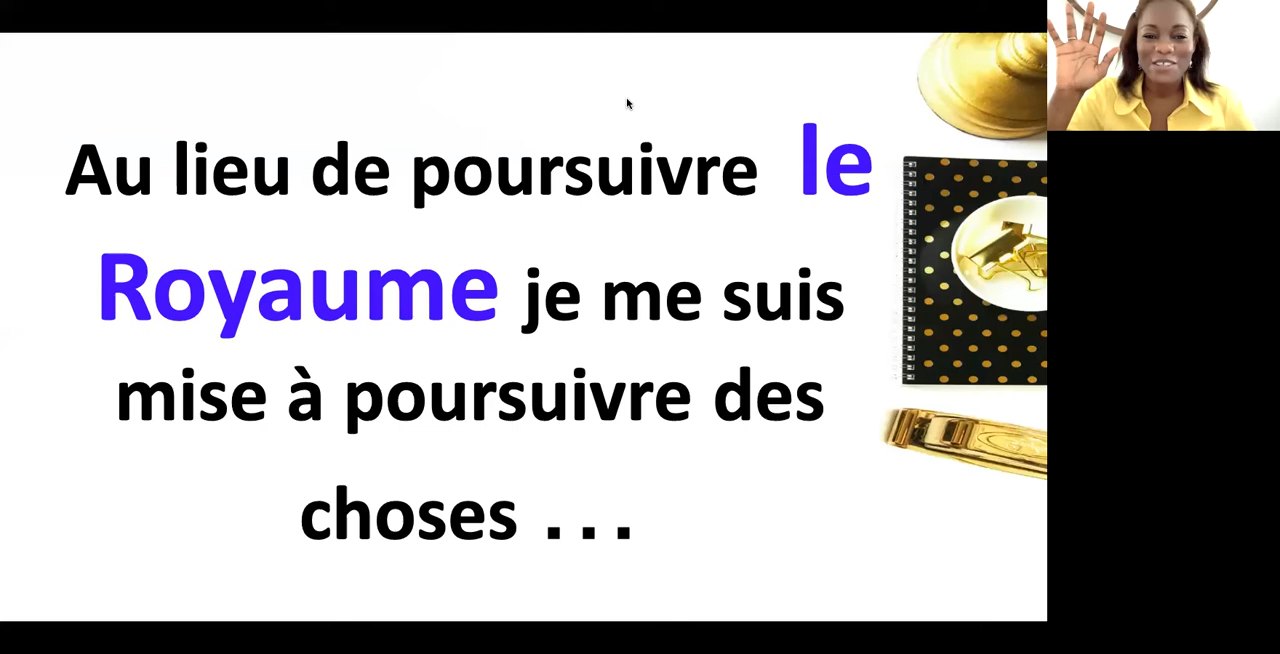 Au lieu de poursuivre le
Royaume je me suis
mise à poursuivre des
choses ...